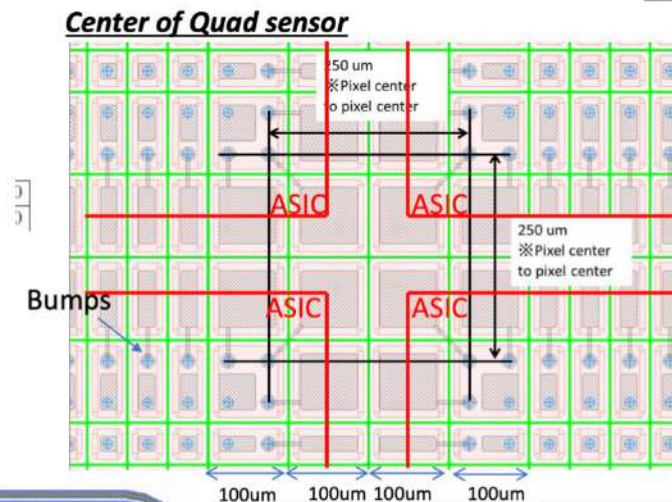 Center of Quad sensor
250 um
※Pixel center
to pixel center
ASIC
ASIC
250 um
※Pixel center
to pixel center
Bumps
ASIC
ASIC
100um
100um
100um
100um